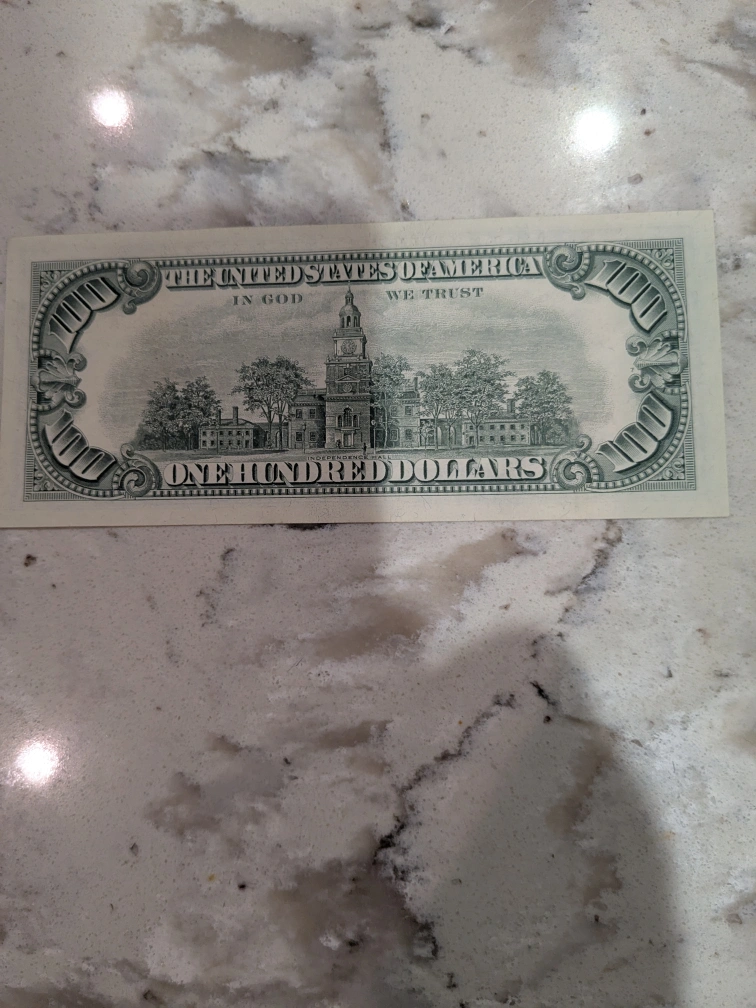 100 THE UNITED STATES OF AMERICA 100
IN GOD WE TRUST
INDEPENDENCE HALL
100 ONE HUNDRED DOLLARS 100